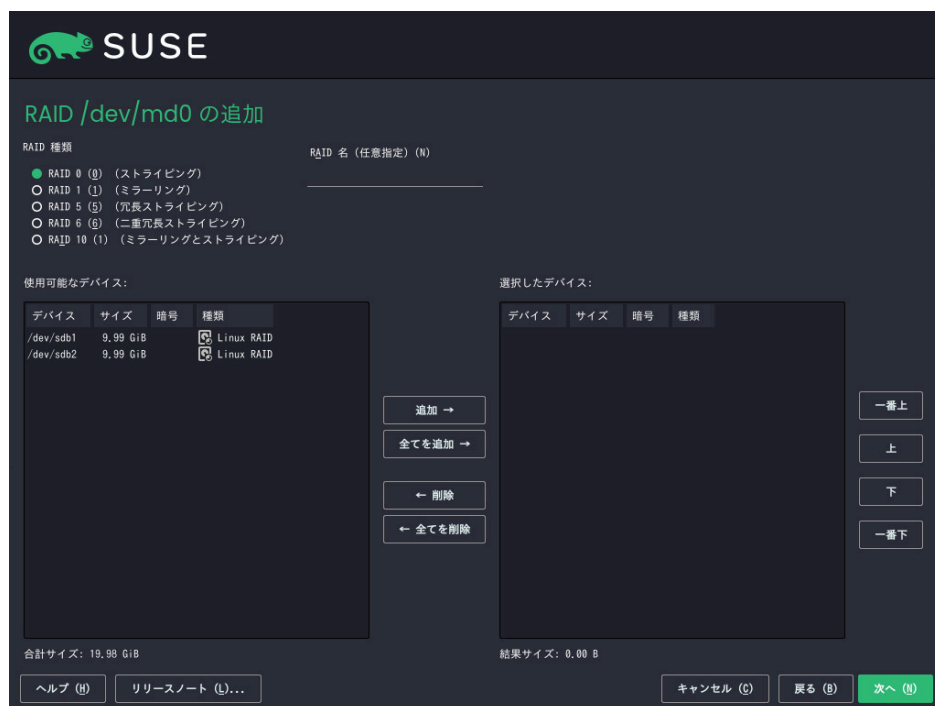 SUSE
RAID /dev/md0 の追加
RAID 種類
RAID 名 (任意指定) (N)
RAID 0 (0) (ストライピング)
RAID 1 (1) (ミラーリング)
RAID 5 (5) (冗長ストライピング)
RAID 6 (6) (二重冗長ストライピング)
RAID 10 (1) (ミラーリングとストライピング)
使用可能なデバイス:
デバイス サイズ 暗号 種類
/dev/sdb1 9.99 GiB Linux RAID
/dev/sdb2 9.99 GiB Linux RAID
合計サイズ: 19.98 GiB
追加 →
全てを追加 →
← 削除
← 全てを削除
選択したデバイス:
デバイス サイズ 暗号 種類
結果サイズ: 0.00 B
一番上
上
下
一番下
ヘルプ (H)
リリースノート (L)...
キャンセル (C)
戻る (B)
次へ (N)